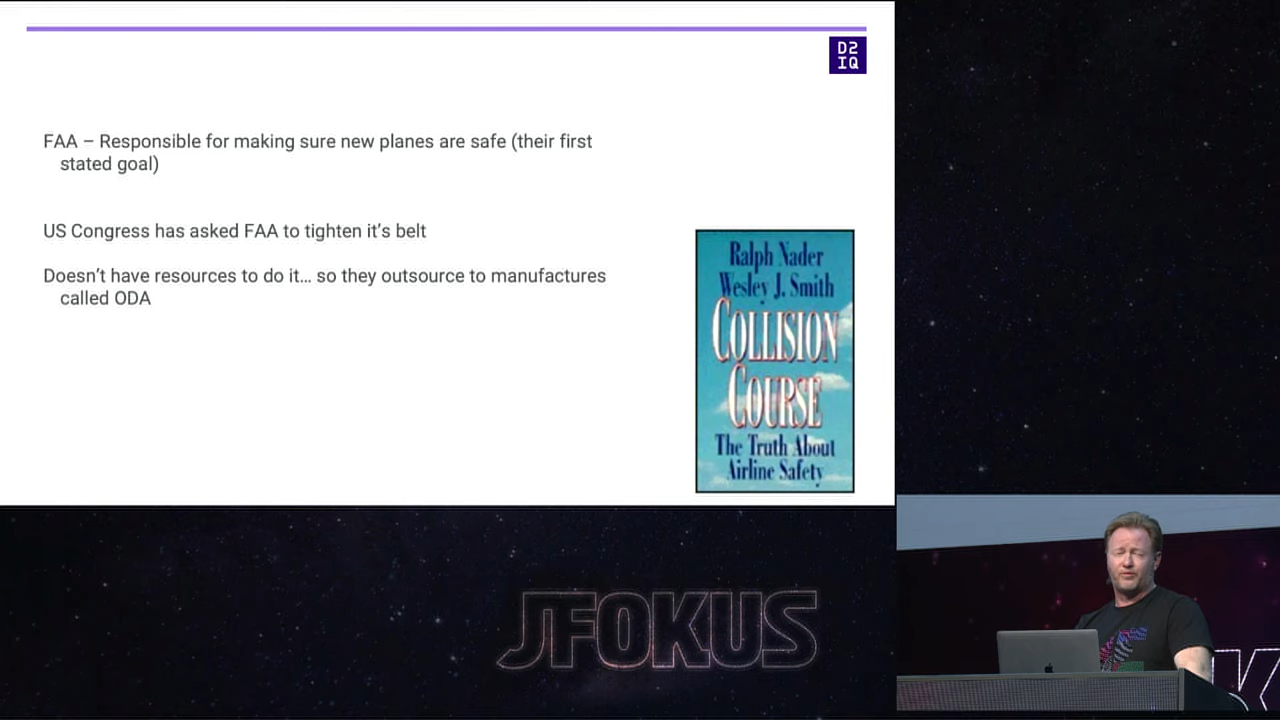 D2
IQ
FAA – Responsible for making sure new planes are safe (their first
stated goal)
US Congress has asked FAA to tighten it's belt
Doesn't have resources to do it... so they outsource to manufactures
called ODA
Ralph Nader
Wesley J. Smith
COLLISION
COURSE
The Truth About
Airline Safety
JFOKUS
K